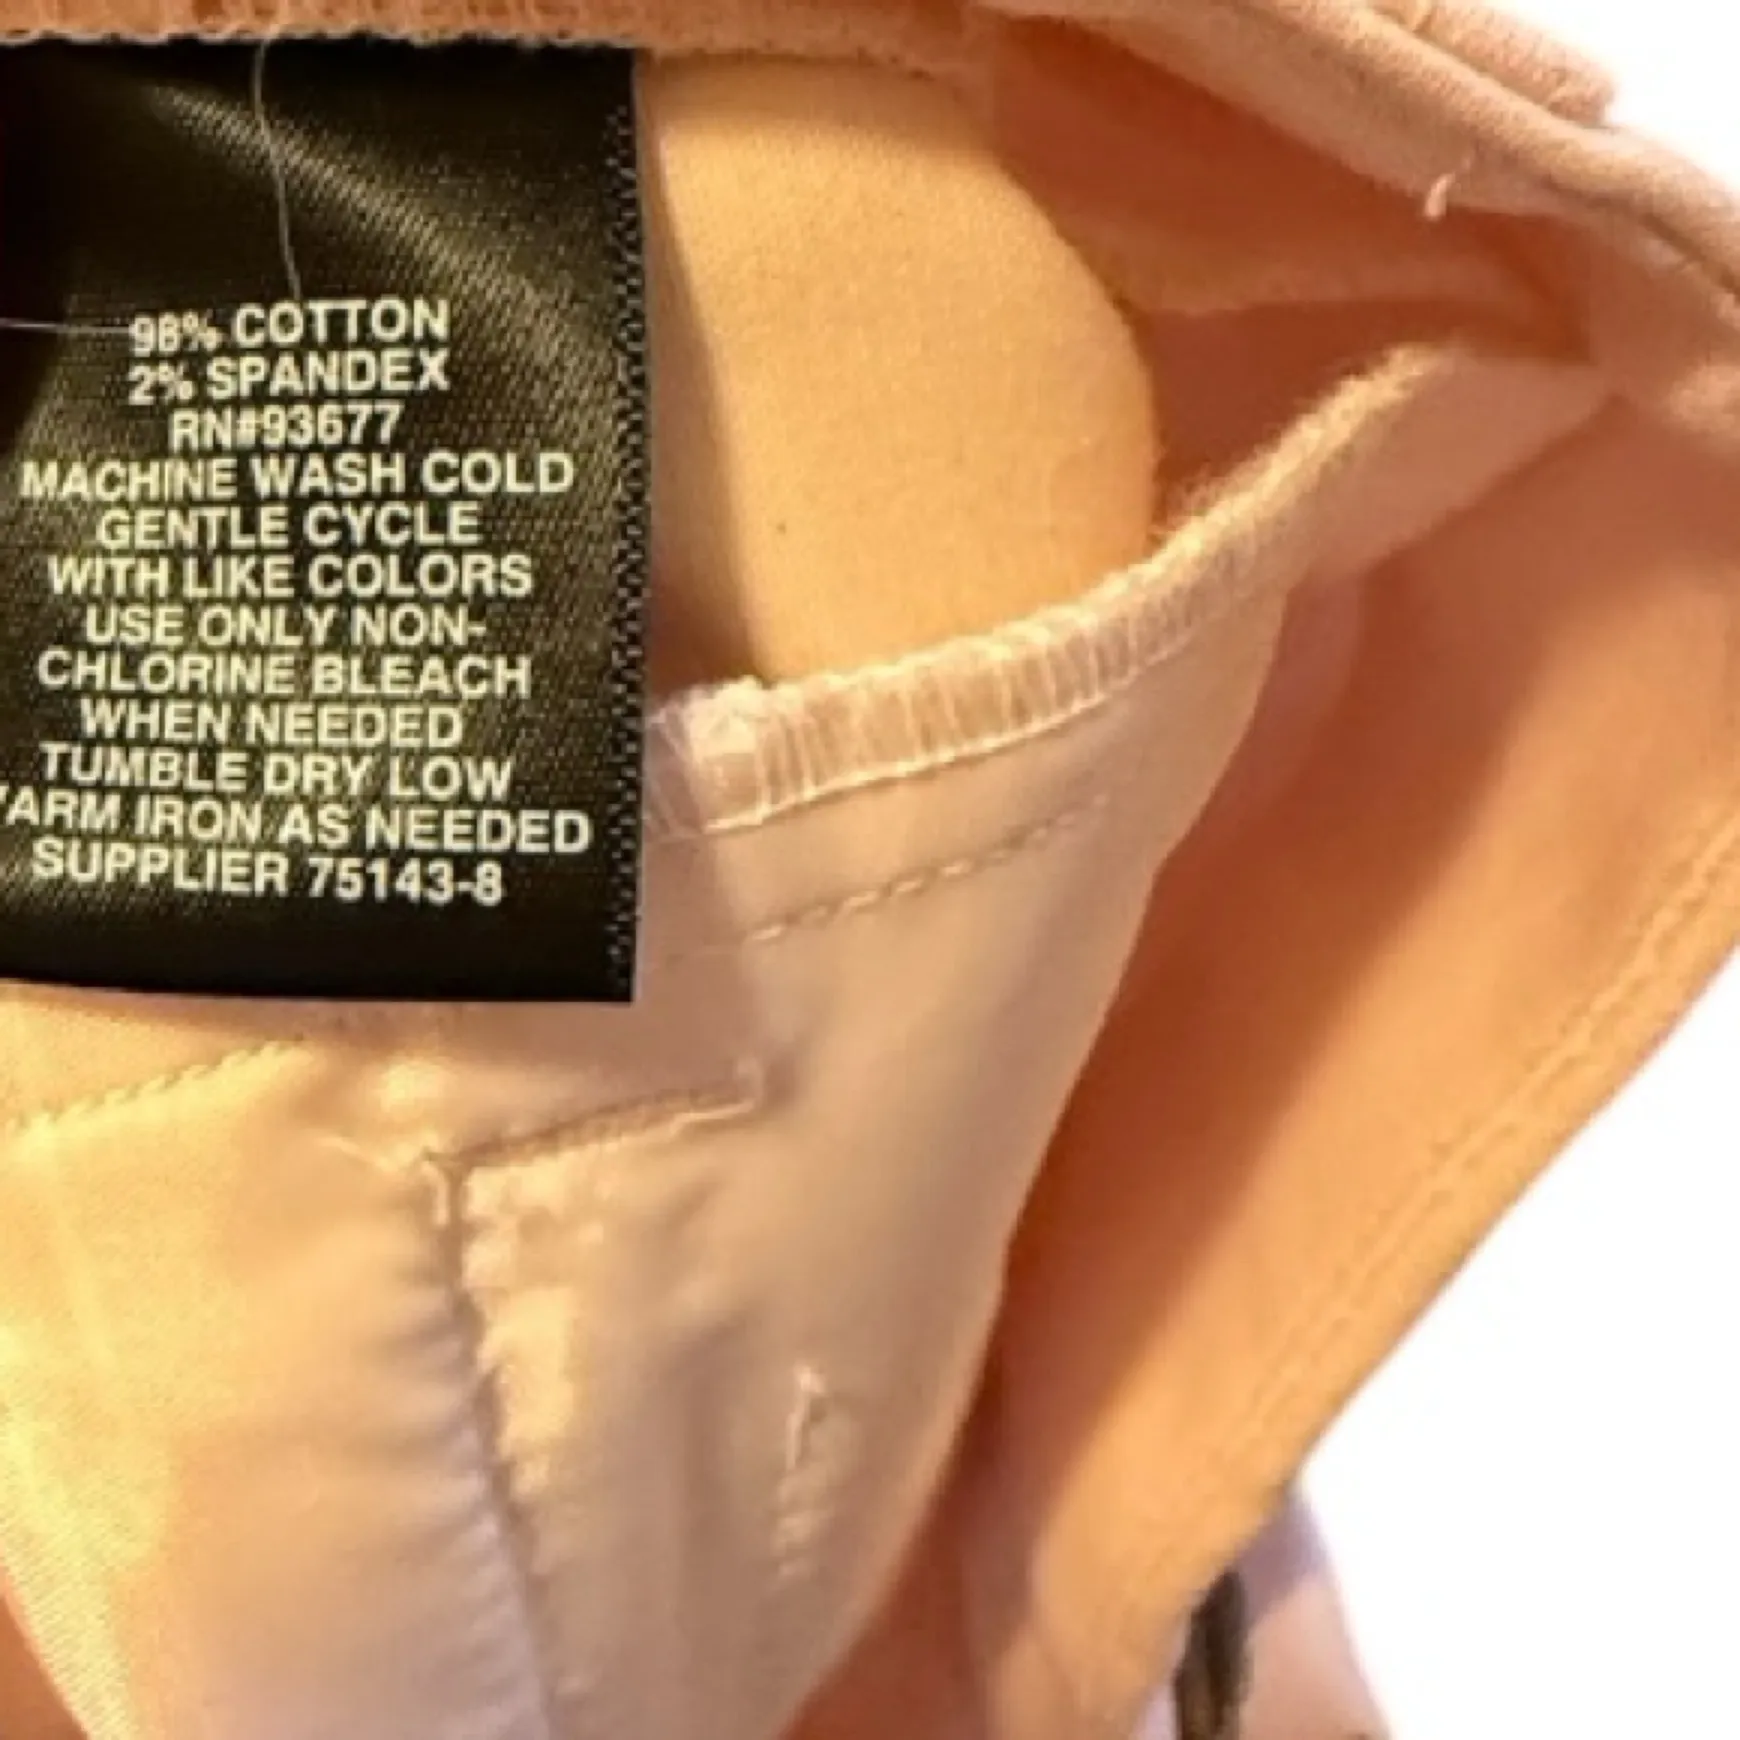 98% COTTON
2% SPANDEX
RN#93677
MACHINE WASH COLD
GENTLE CYCLE
WITH LIKE COLORS
USE ONLY NON-
CHLORINE BLEACH
WHEN NEEDED
TUMBLE DRY LOW
ARM IRON AS NEEDED
SUPPLIER 75143-8